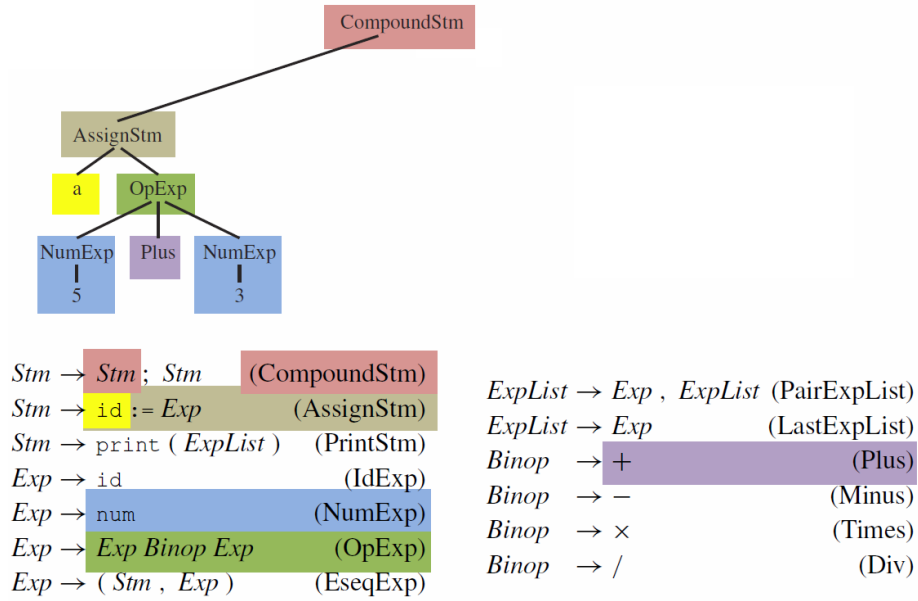 CompoundStm
AssignStm
a OpExp
NumExp Plus NumExp
5 3
Stm → Stm ; Stm (CompoundStm)
Stm → id := Exp (AssignStm)
Stm → print ( ExpList ) (PrintStm)
Exp → id (IdExp)
Exp → num (NumExp)
Exp → Exp Binop Exp (OpExp)
Exp → ( Stm , Exp ) (EseqExp)
ExpList → Exp , ExpList (PairExpList)
ExpList → Exp (LastExpList)
Binop → + (Plus)
Binop → − (Minus)
Binop → × (Times)
Binop → / (Div)